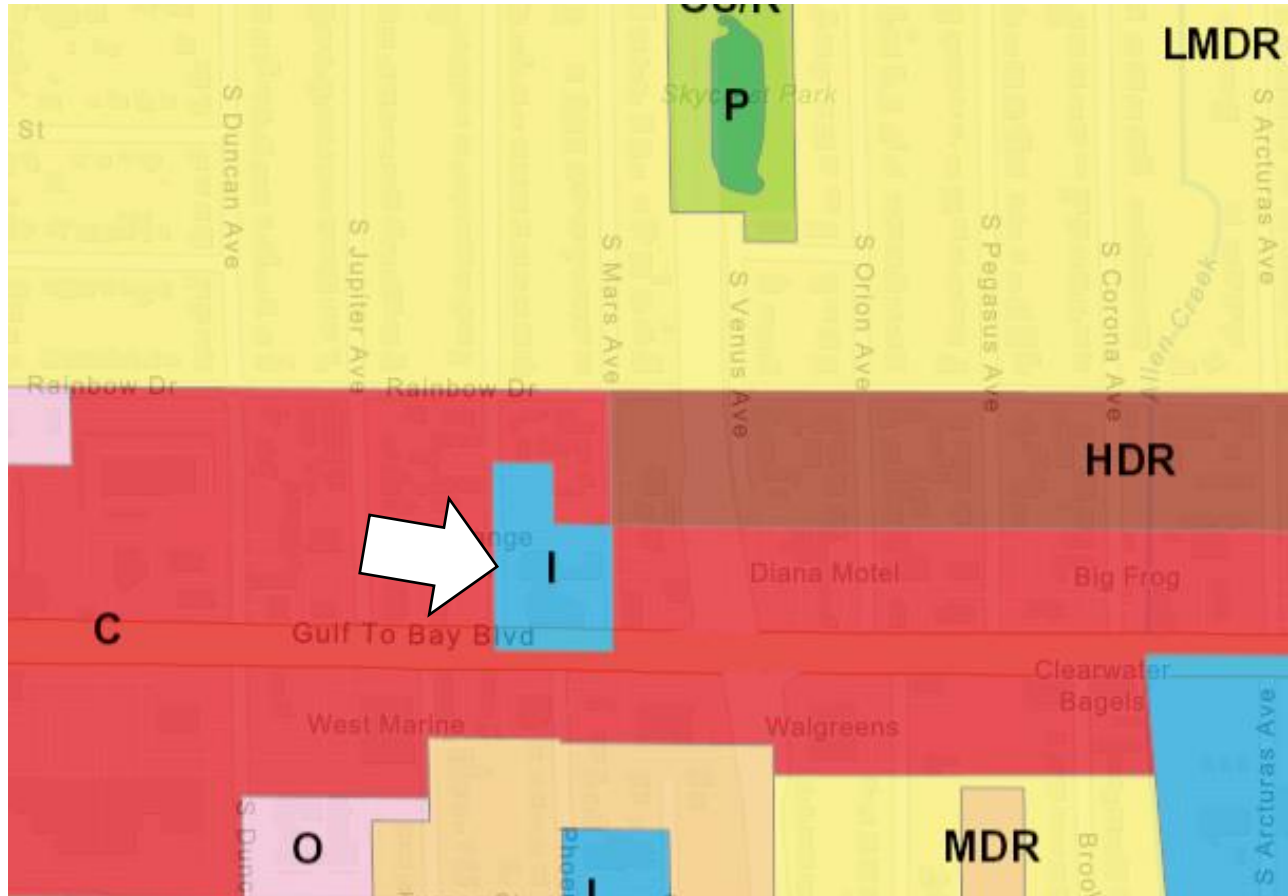 OS/R
LMDR
Skycrest Park
P
St
S Duncan Ave
S Jupiter Ave
S Mars Ave
S Venus Ave
S Orion Ave
S Pegasus Ave
S Corona Ave
Allen Creek
S Arcturas Ave
Rainbow Dr
Rainbow Dr
HDR
I
Diana Motel
Big Frog
C
Gulf To Bay Blvd
Clearwater
Bagels
West Marine
Walgreens
O
MDR
I
S Arcturas Ave